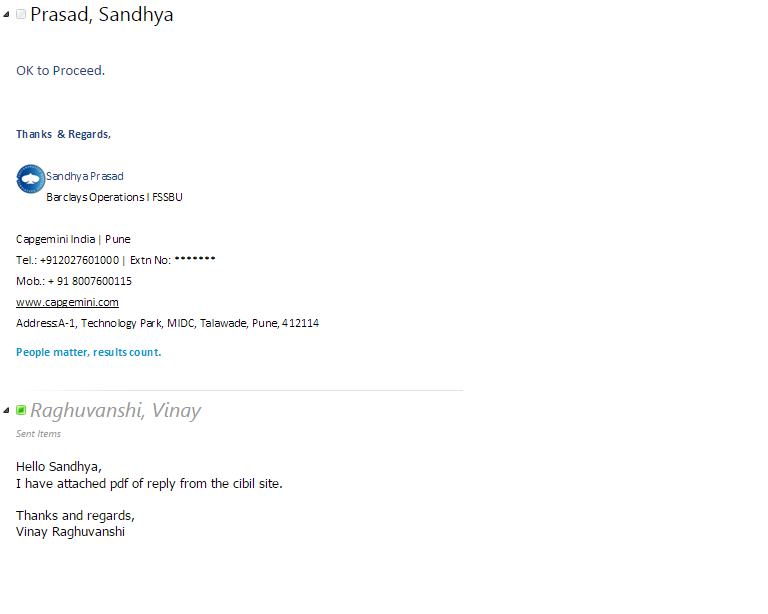 Prasad, Sandhya
OK to Proceed.
Thanks & Regards,
Sandhya Prasad
Barclays Operations I FSSBU
Capgemini India | Pune
Tel.: +912027601000 | Extn No: *******
Mob.: + 91 8007600115
www.capgemini.com
Address:A-1, Technology Park, MIDC, Talawade, Pune, 412114
People matter, results count.
Raghuvanshi, Vinay
Sent Items
Hello Sandhya,
I have attached pdf of reply from the cibil site.
Thanks and regards,
Vinay Raghuvanshi